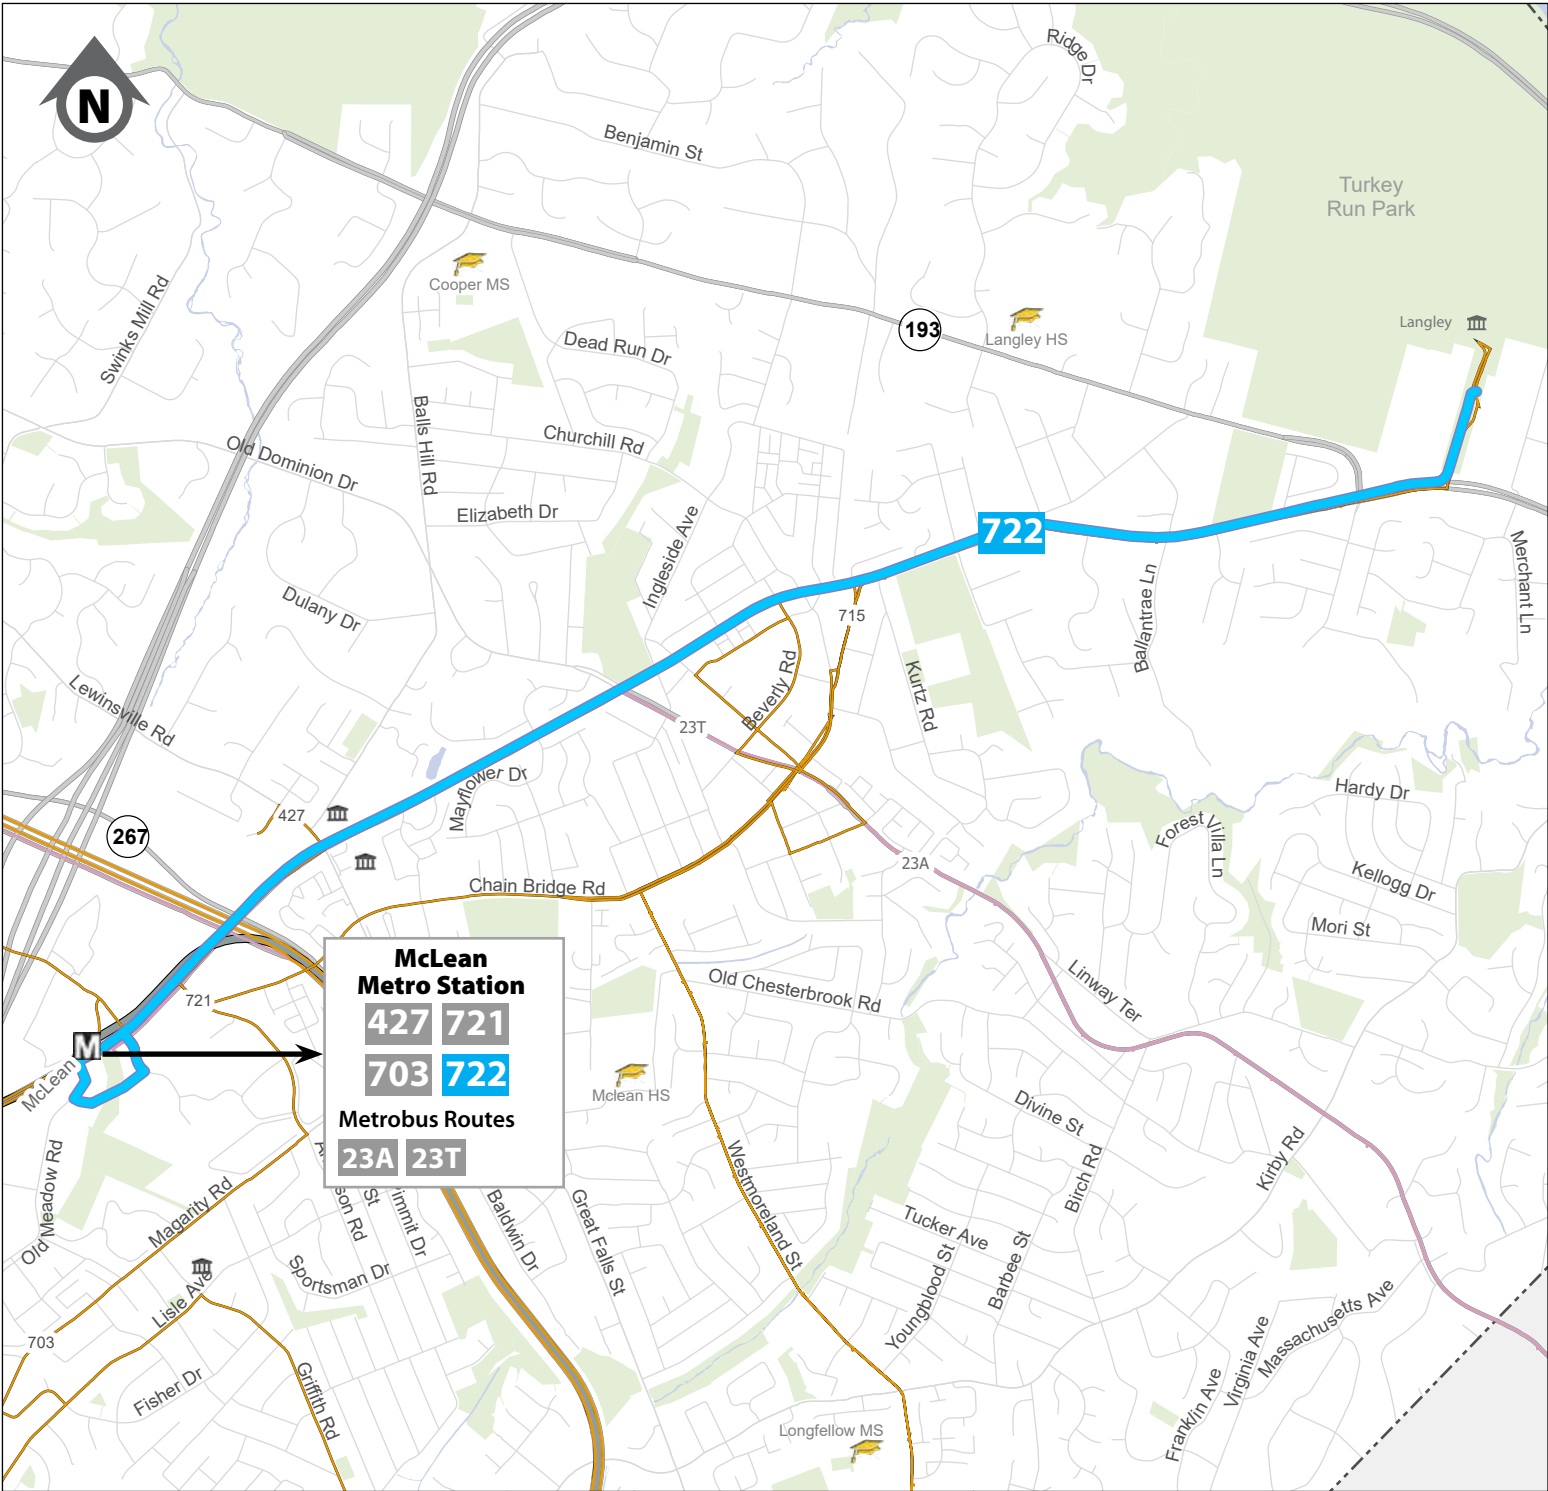 N
Ridge Dr
Benjamin St
Turkey
Run Park
Cooper MS
Swinks Mill Rd
193
Langley HS
Langley
Dead Run Dr
Balls Hill Rd
Churchill Rd
Old Dominion Dr
Elizabeth Dr
Ingleside Ave
722
Merchant Ln
Ballantrae Ln
Dulany Dr
715
Beverly Rd
Kurtz Rd
Lewinsville Rd
23T
Mayflower Dr
Hardy Dr
427
267
Forest Villa Ln
23A
Kellogg Dr
Chain Bridge Rd
Mori St
McLean
Metro Station
427 721
703 722
Metrobus Routes
23A 23T
Old Chesterbrook Rd
Linway Ter
721
M
McLean
Mclean HS
Divine St
Old Meadow Rd
Birch Rd
Kirby Rd
Westmoreland St
Magarity Rd
son Rd
St
Baldwin Dr
Great Falls St
Tucker Ave
Sportsman Dr
Barbee St
Youngblood St
Lisle Ave
Massachusetts Ave
703
Virginia Ave
Griffith Rd
Fisher Dr
Franklin Ave
Longfellow MS